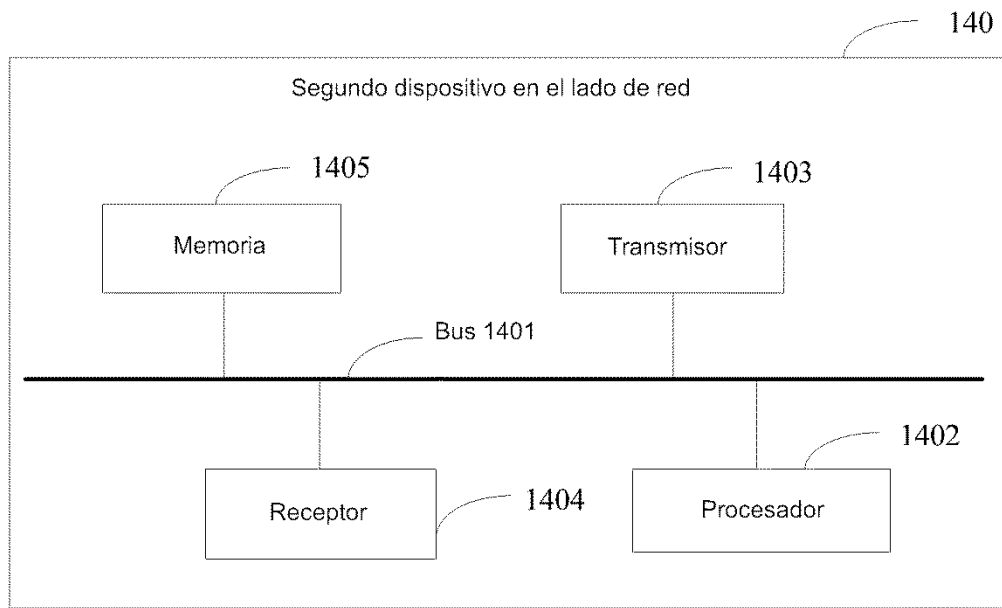 140
Segundo dispositivo en el lado de red
1405
1403
Memoria
Transmisor
Bus 1401
1402
Receptor
1404
Procesador